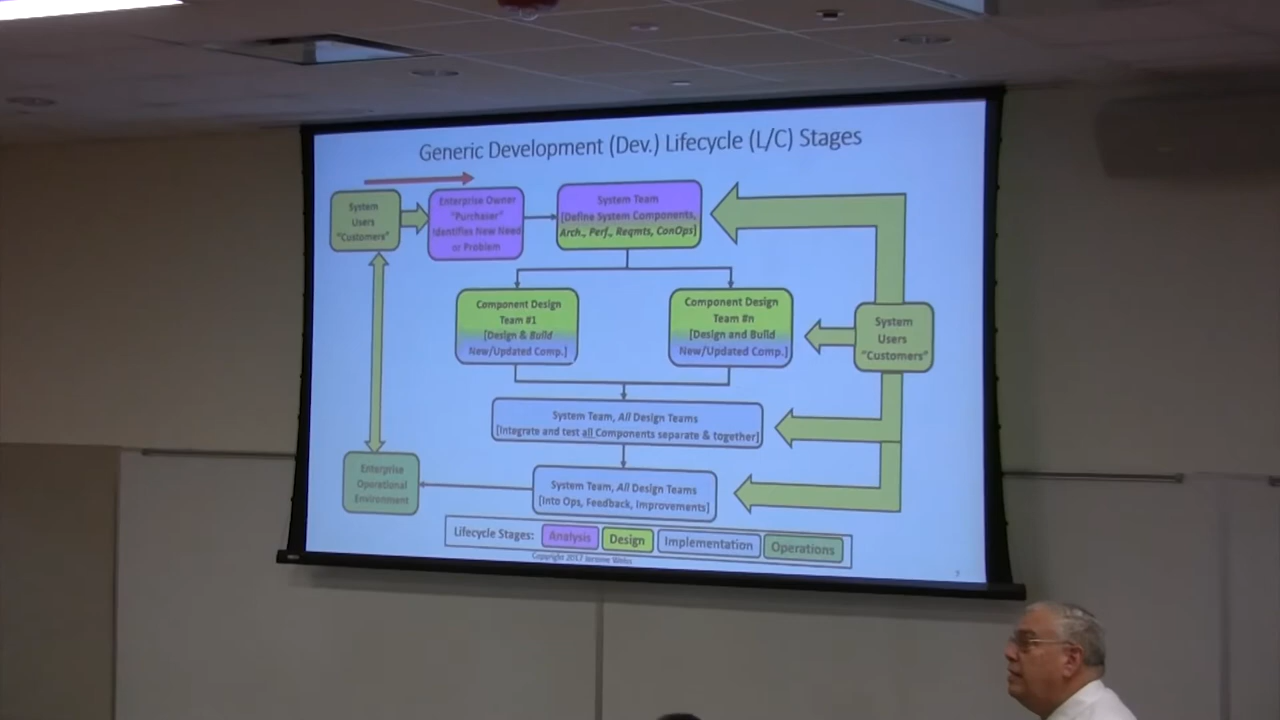 Generic Development (Dev.) Lifecycle (L/C) Stages
System
Users
"Customers"
Enterprise Owner
"Purchaser"
Identifies New Need
or Problem
System Team
[Define System Components,
Arch., Perf., Reqmts, ConOps]
Component Design
Team #1
[Design & Build
New/Updated Comp.]
Component Design
Team #n
[Design and Build
New/Updated Comp.]
System
Users
"Customers"
System Team, All Design Teams
[Integrate and test all Components separate & together]
Enterprise
Operational
Environment
System Team, All Design Teams
[Into Ops, Feedback, Improvements]
Lifecycle Stages: Analysis Design Implementation Operations
Copyright 2017